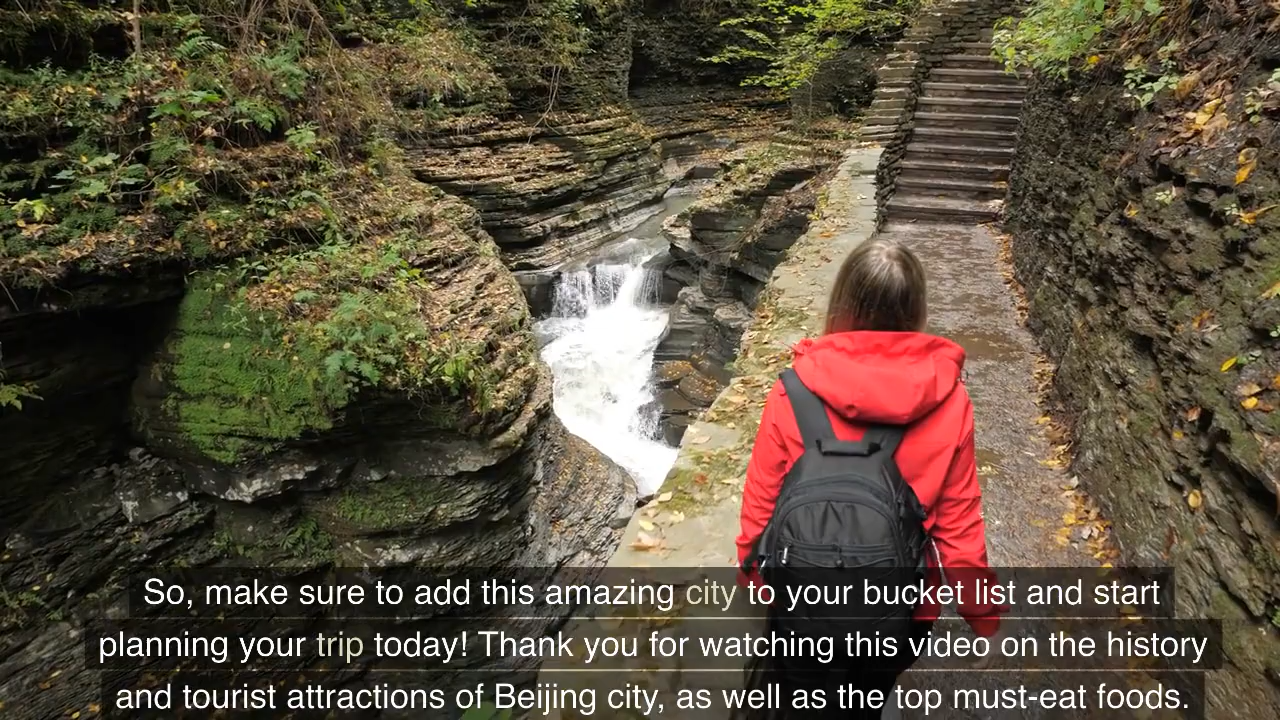 So, make sure to add this amazing city to your bucket list and start
planning your trip today! Thank you for watching this video on the history
and tourist attractions of Beijing city, as well as the top must-eat foods.